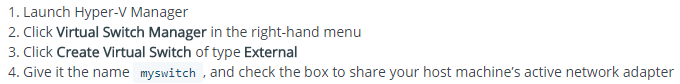 1. Launch Hyper-V Manager
2. Click Virtual Switch Manager in the right-hand menu
3. Click Create Virtual Switch of type External
4. Give it the name myswitch , and check the box to share your host machine's active network adapter